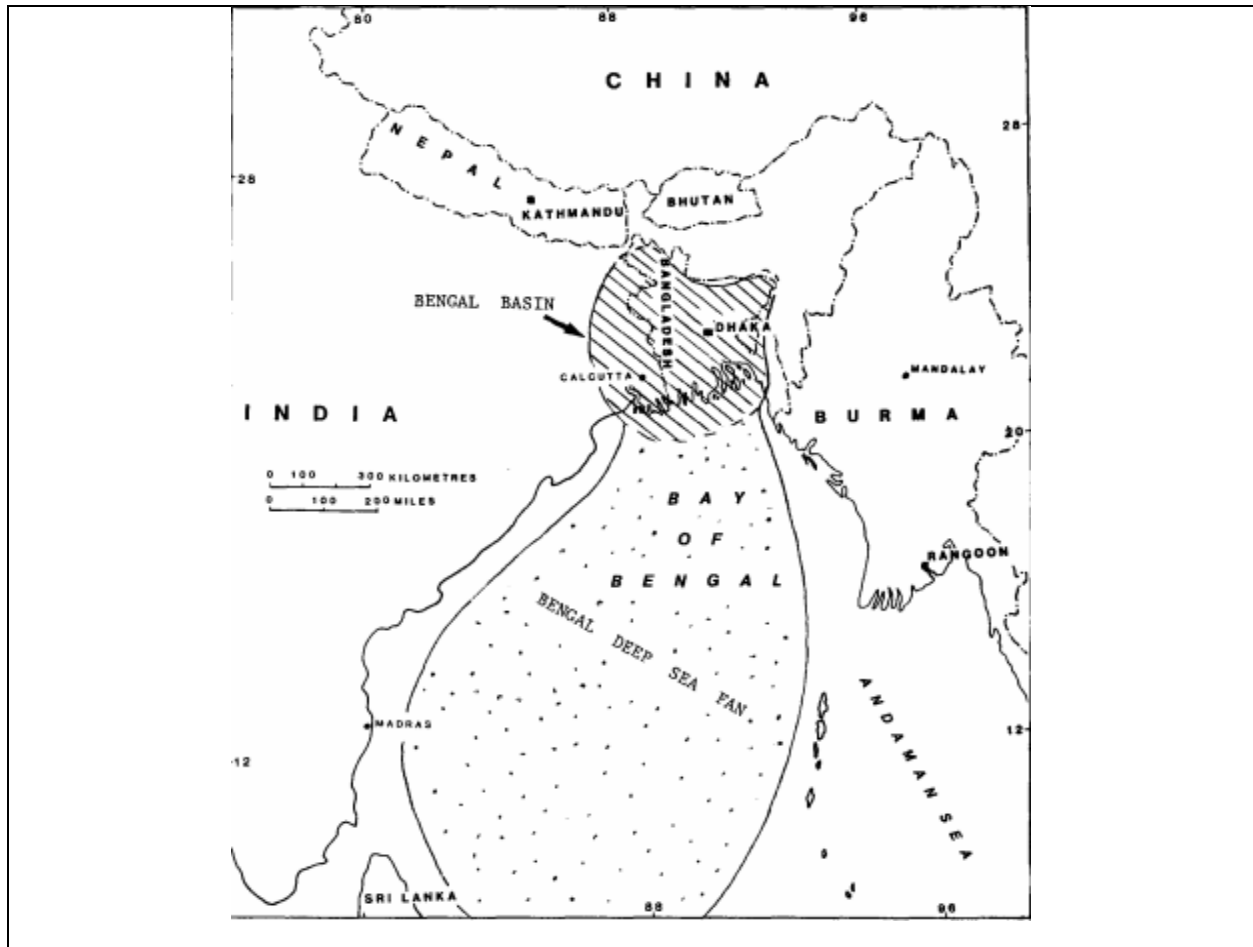 80 88 96
CHINA
28
NEPAL
28
KATHMANDU
BHUTAN
BANGLADESH
BENGAL BASIN
DHAKA
CALCUTTA
MANDALAY
INDIA
BURMA
20
0 100 300 KILOMETRES
0 100 200 MILES
BAY
OF
BENGAL
RANGOON
BENGAL DEEP SEA FAN
ANDAMAN SEA
MADRAS
12
12
SRI LANKA
88 96